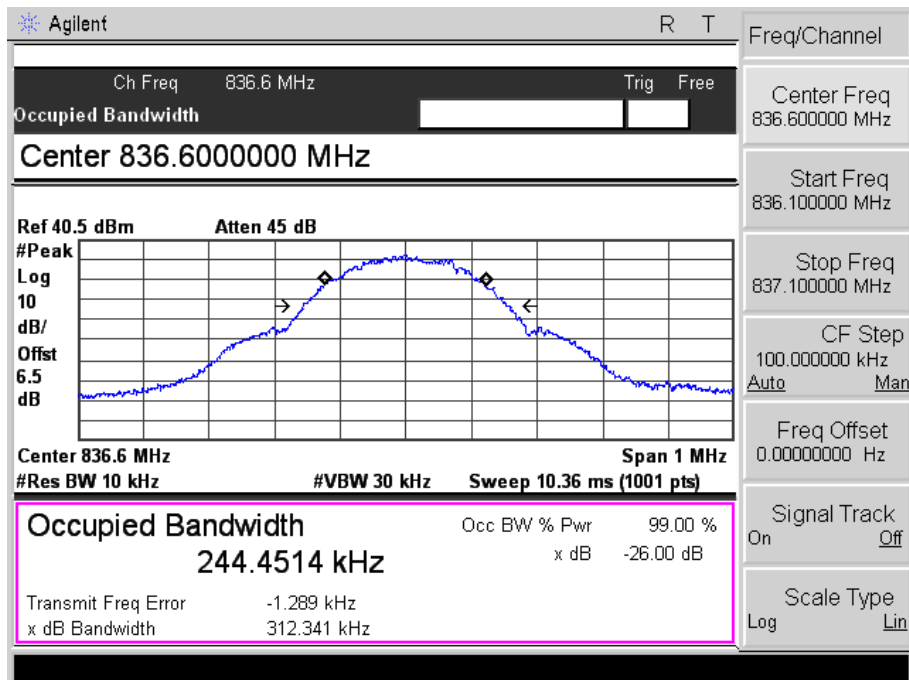 Agilent R T
Ch Freq 836.6 MHz Trig Free
Occupied Bandwidth
Center 836.6000000 MHz
Ref 40.5 dBm Atten 45 dB
#Peak
Log
10
dB/
Offst
6.5
dB
Center 836.6 MHz Span 1 MHz
#Res BW 10 kHz #VBW 30 kHz Sweep 10.36 ms (1001 pts)
Occupied Bandwidth Occ BW % Pwr 99.00 %
244.4514 kHz x dB -26.00 dB
Transmit Freq Error -1.289 kHz
x dB Bandwidth 312.341 kHz
Freq/Channel
Center Freq
836.600000 MHz
Start Freq
836.100000 MHz
Stop Freq
837.100000 MHz
CF Step
100.000000 kHz
Auto Man
Freq Offset
0.00000000 Hz
Signal Track
On Off
Scale Type
Log Lin